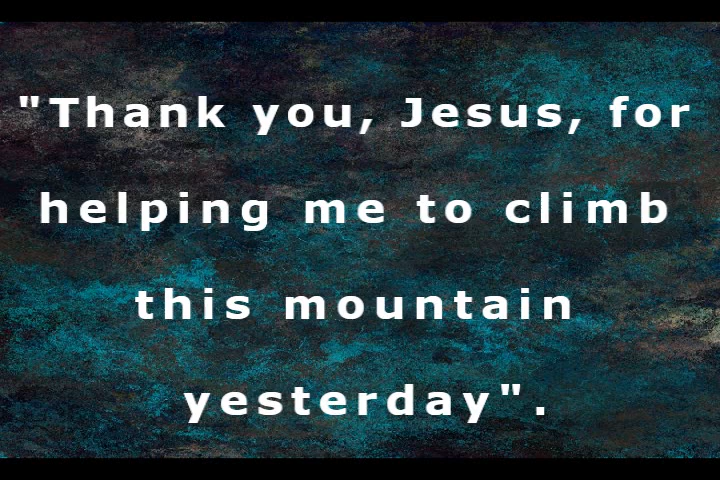 "Thank you, Jesus, for
helping me to climb
this mountain
yesterday".